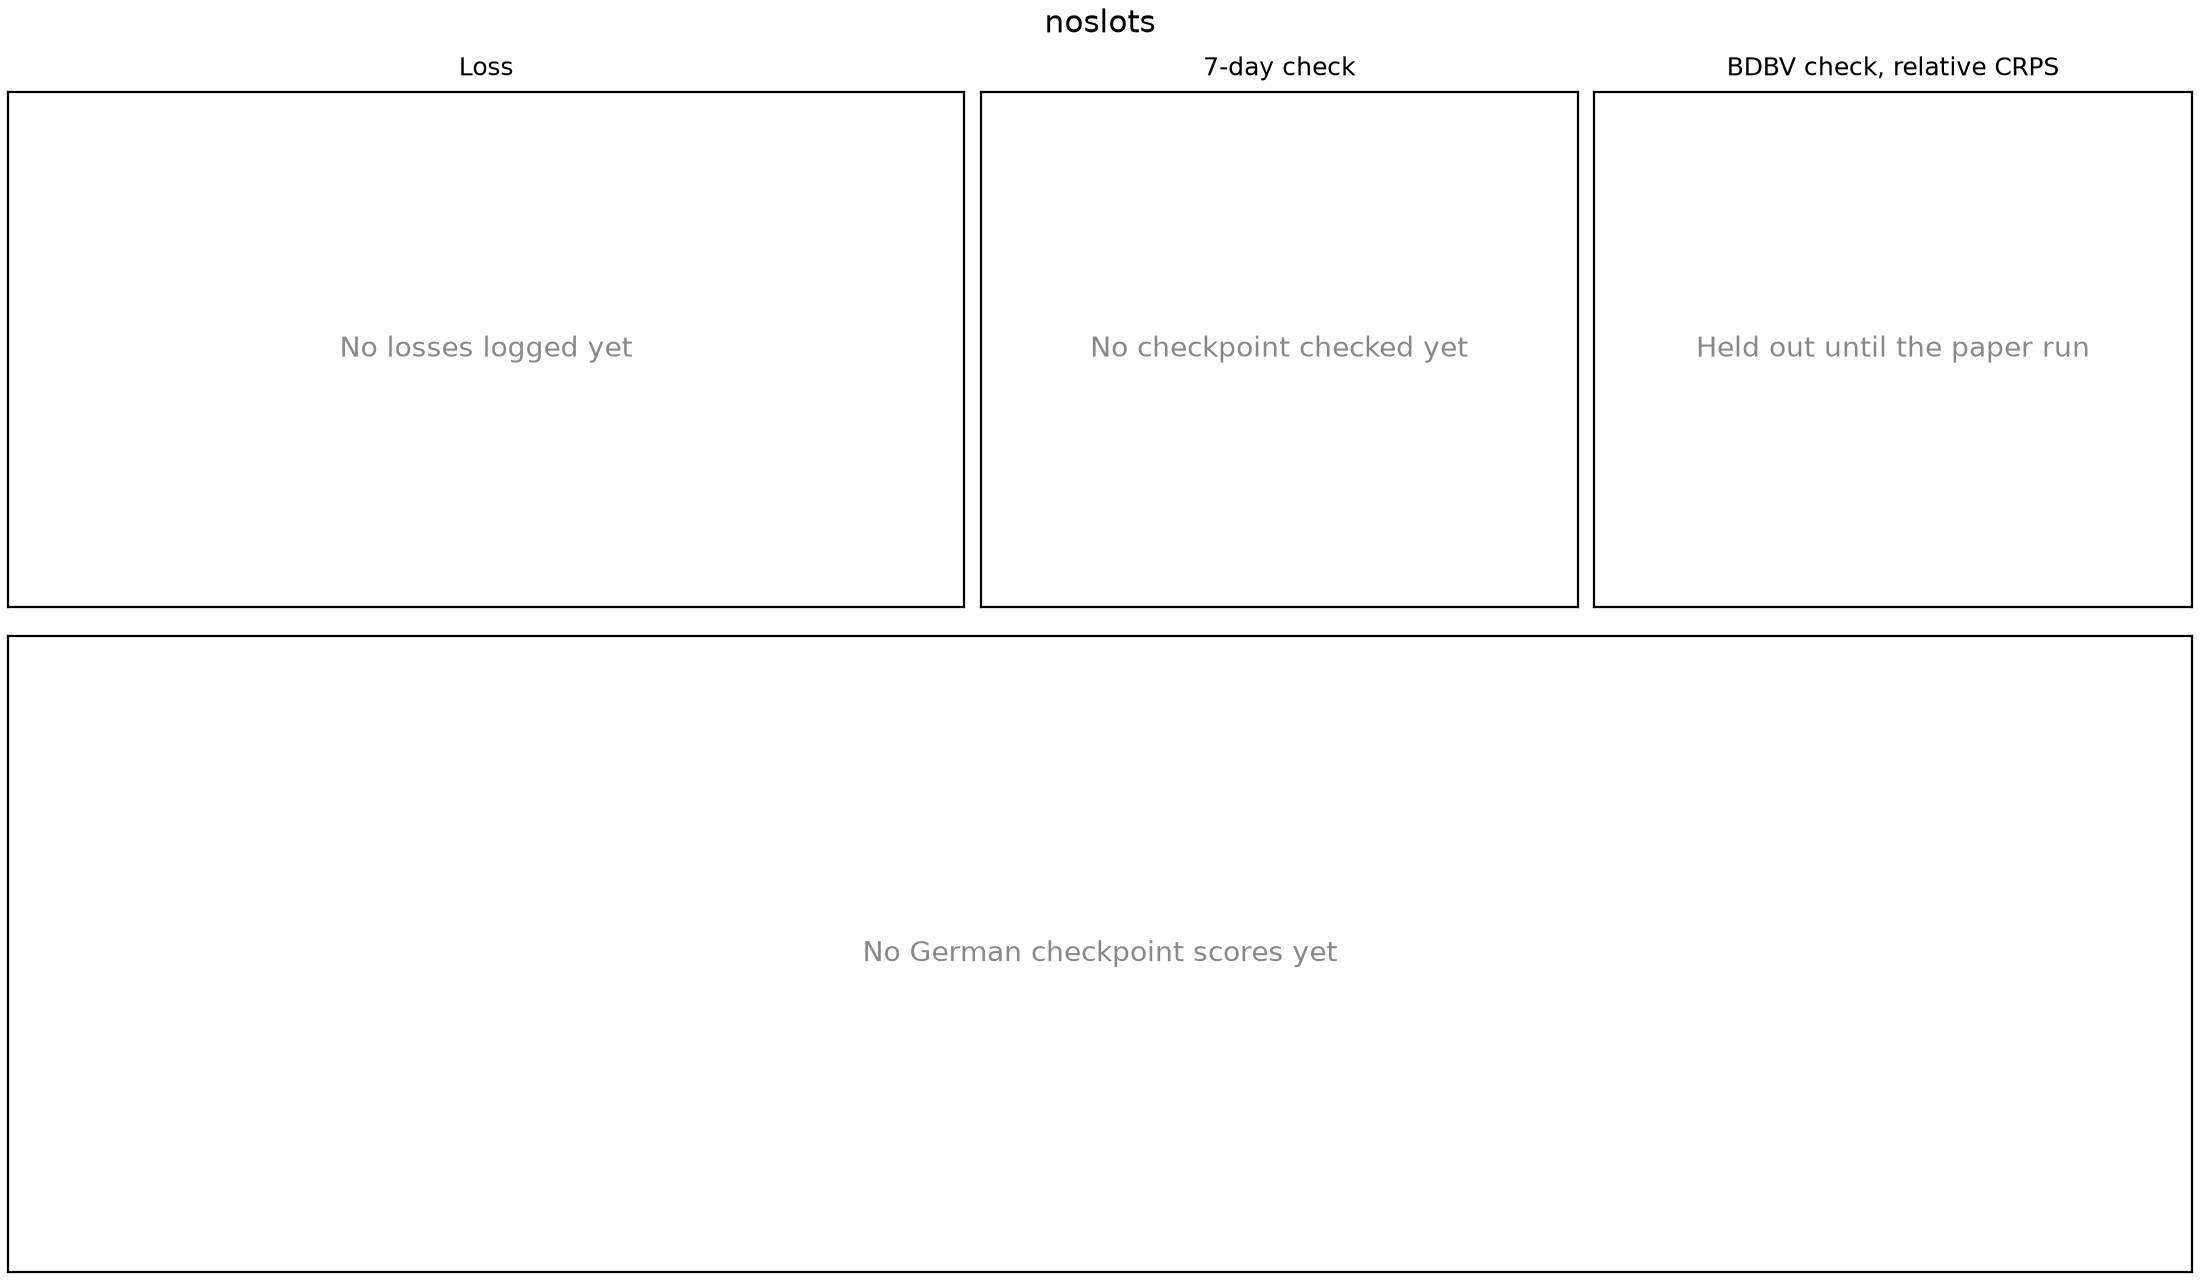 noslots
Loss
7-day check
BDBV check, relative CRPS
No losses logged yet
No checkpoint checked yet
Held out until the paper run
No German checkpoint scores yet